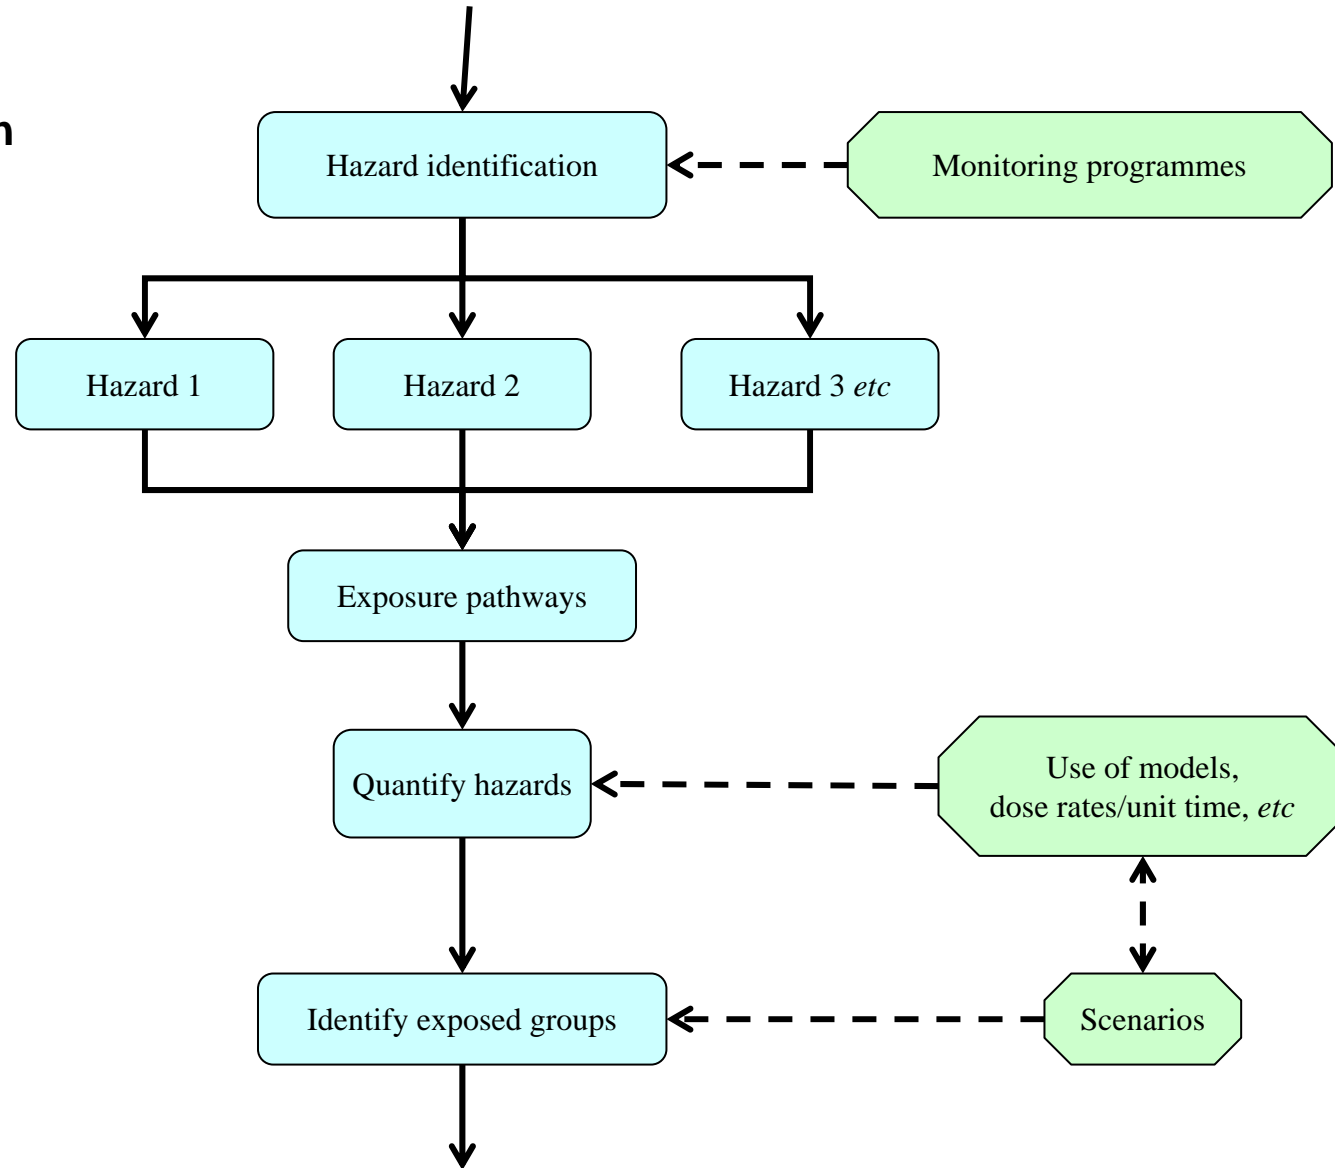 Hazard identification
Monitoring programmes
Hazard 1
Hazard 2
Hazard 3 etc
Exposure pathways
Quantify hazards
Use of models,
dose rates/unit time, etc
Identify exposed groups
Scenarios